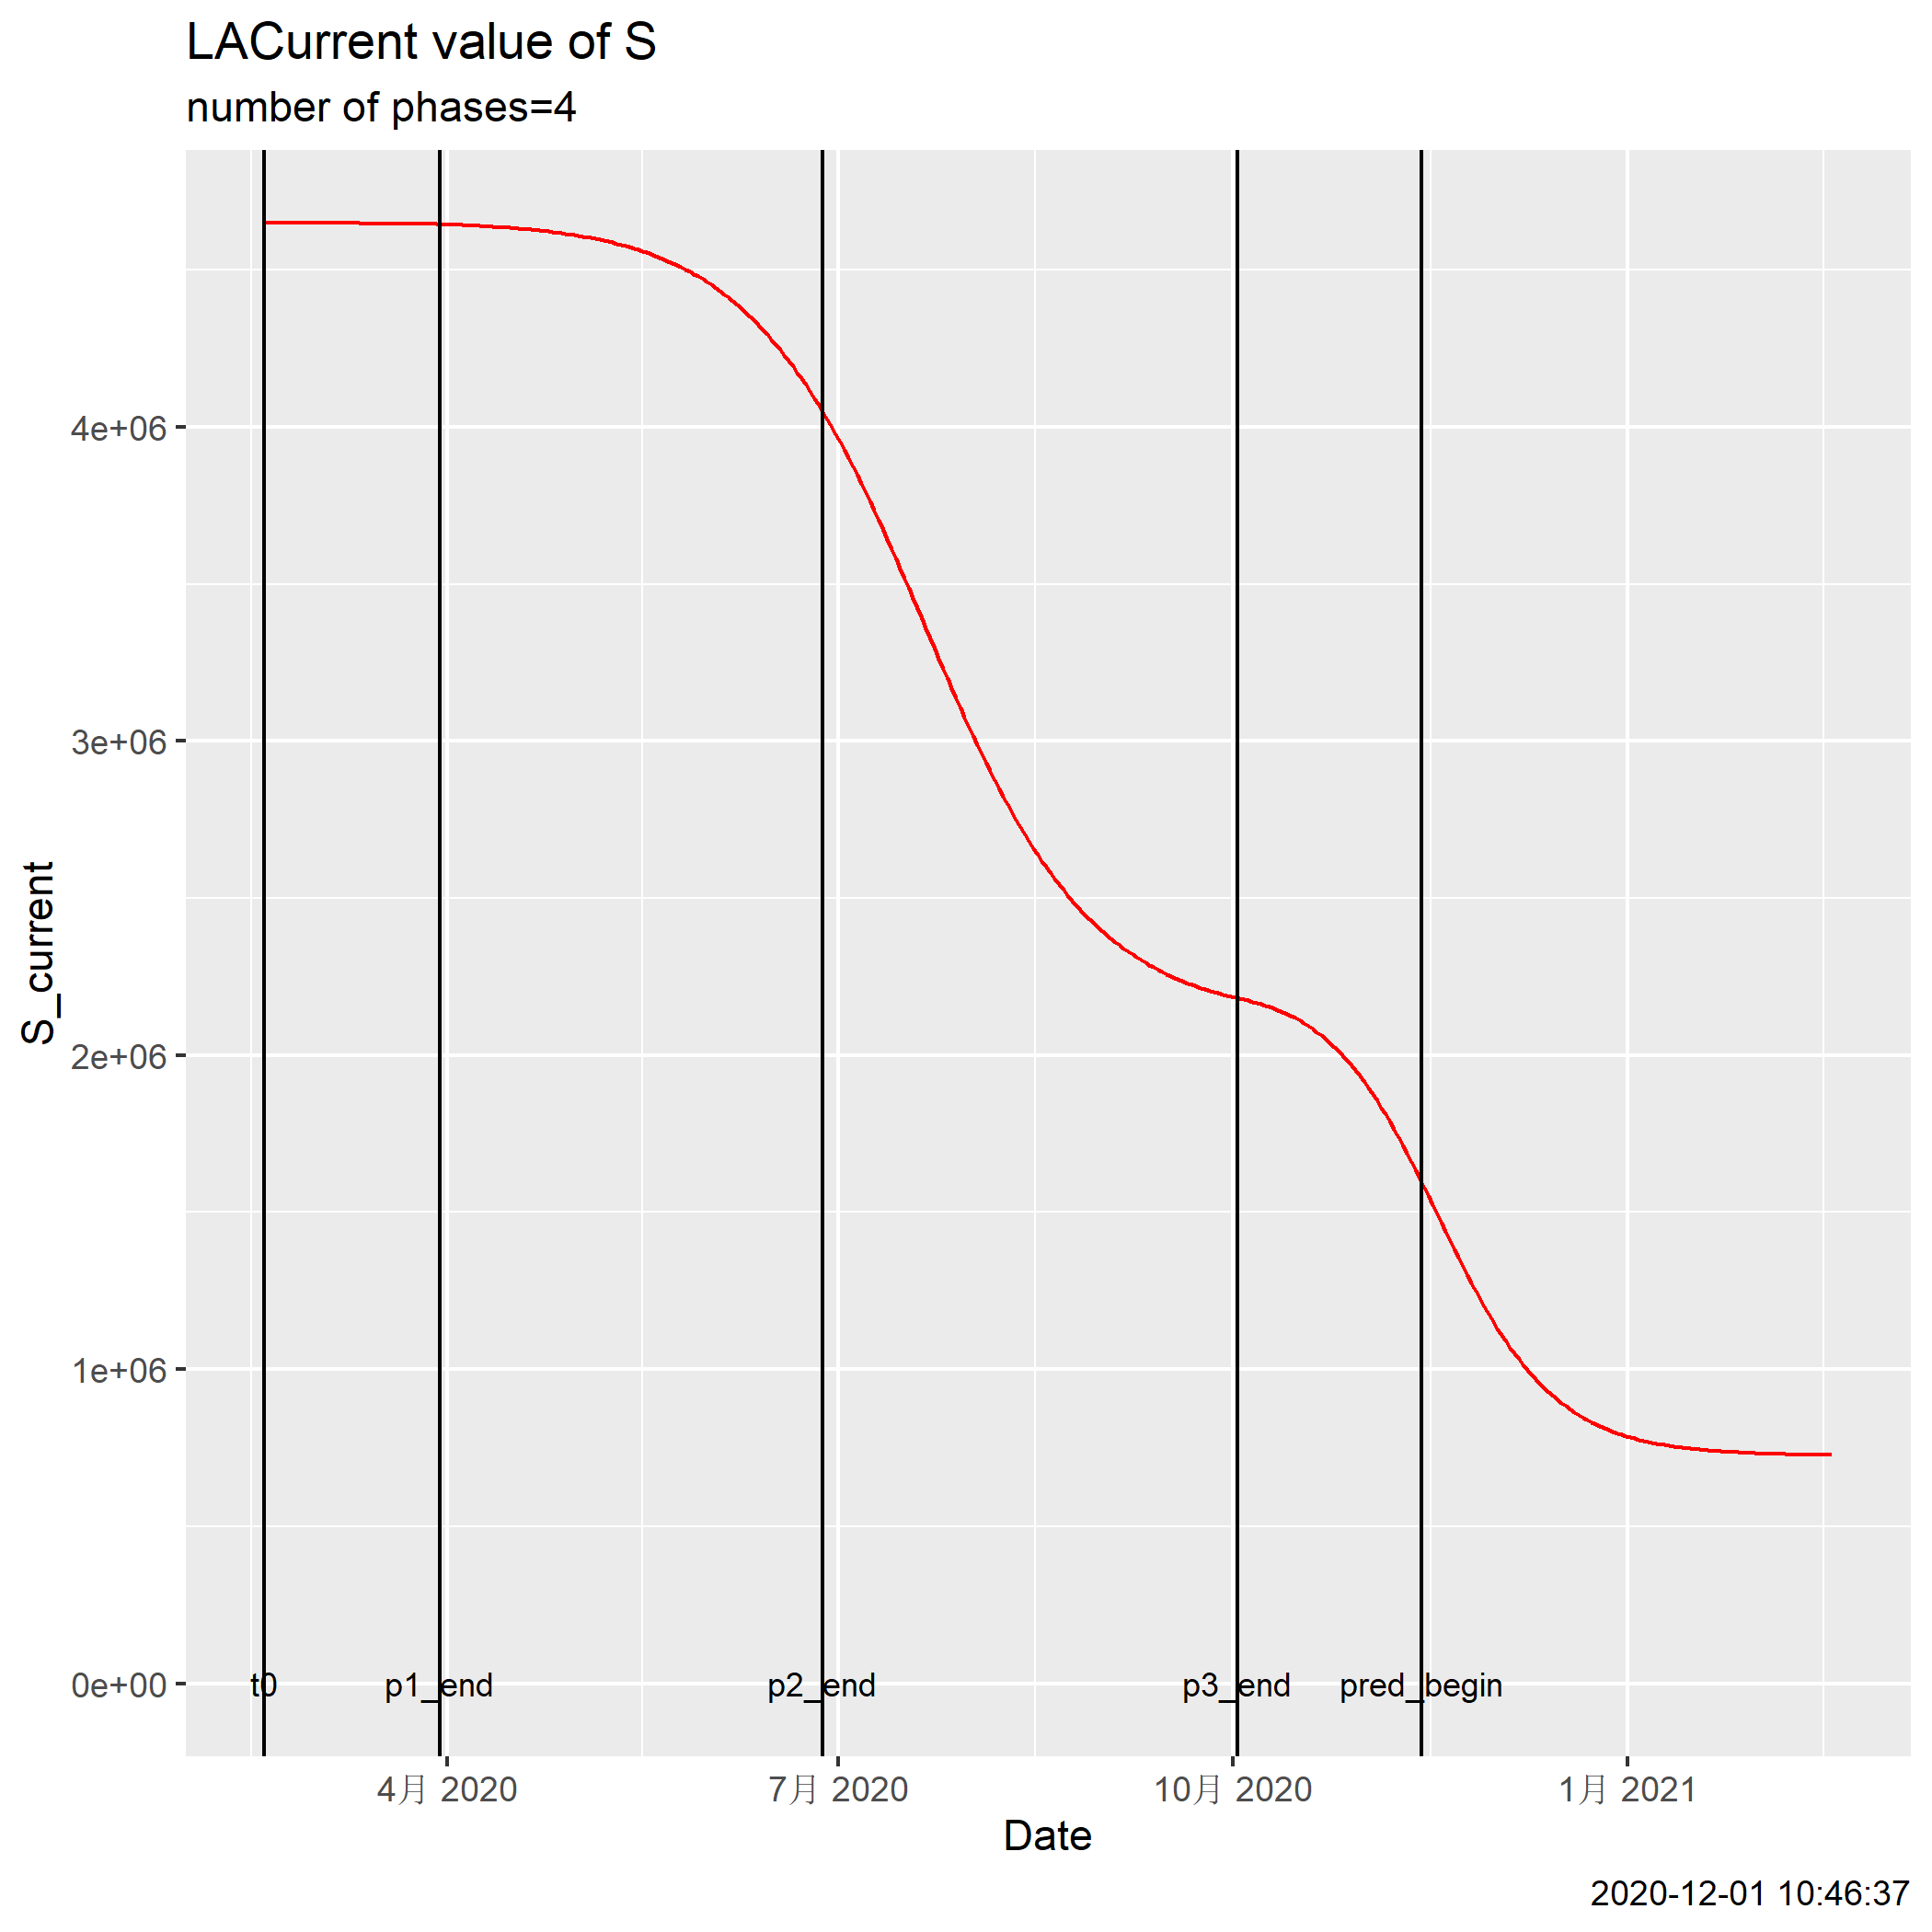 LACurrent value of S
number of phases=4
S_current
4e+06
3e+06
2e+06
1e+06
0e+00
t0 p1_end p2_end p3_end pred_begin
4月 2020 7月 2020 10月 2020 1月 2021
Date
2020-12-01 10:46:37